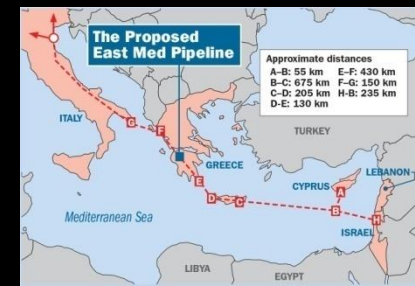 The Proposed
East Med Pipeline
Approximate distances
A–B: 55 km E–F: 430 km
B–C: 675 km F–G: 150 km
C–D: 205 km H-B: 235 km
D-E: 130 km
ITALY
G
F
TURKEY
GREECE
E
LEBANON
CYPRUS
A
D
C
B
H
Mediterranean Sea
ISRAEL
LIBYA
EGYPT